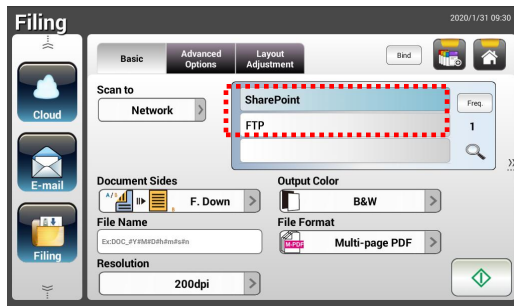 Filing
2020/1/31 09:30
Basic
Advanced
Options
Layout
Adjustment
Bind
Scan to
Network
SharePoint
FTP
Freq.
1
Cloud
E-mail
Filing
Document Sides
F. Down
Output Color
B&W
File Name
Ex:DOC_#Y#M#D#h#m#s#n
File Format
M-PDF
Multi-page PDF
Resolution
200dpi